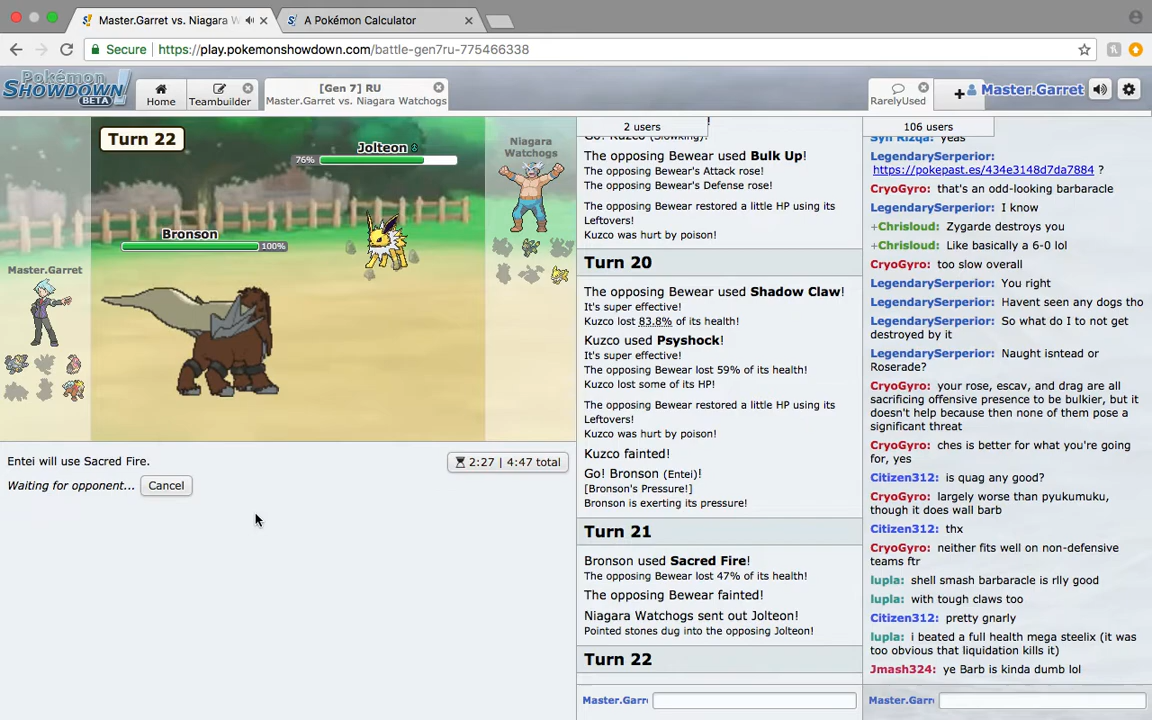 Master.Garret vs. Niagara W
A Pokémon Calculator
Secure
https://play.pokemonshowdown.com/battle-gen7ru-775466338
Pokémon
SHOWDOWN!
BETA
Home
Teambuilder
[Gen 7] RU
Master.Garret vs. Niagara Watchogs
RarelyUsed
Master.Garret
Turn 22
Jolteon
76%
Niagara
Watchogs
Bronson
100%
Master.Garret
Entei will use Sacred Fire.
2:27 | 4:47 total
Waiting for opponent...
Cancel
2 users
The opposing Bewear used Bulk Up!
The opposing Bewear's Attack rose!
The opposing Bewear's Defense rose!
The opposing Bewear restored a little HP using its
Leftovers!
Kuzco was hurt by poison!
Turn 20
The opposing Bewear used Shadow Claw!
It's super effective!
Kuzco lost 83.8% of its health!
Kuzco used Psyshock!
It's super effective!
The opposing Bewear lost 59% of its health!
Kuzco lost some of its HP!
The opposing Bewear restored a little HP using its
Leftovers!
Kuzco was hurt by poison!
Kuzco fainted!
Go! Bronson (Entei)!
[Bronson's Pressure!]
Bronson is exerting its pressure!
Turn 21
Bronson used Sacred Fire!
The opposing Bewear lost 47% of its health!
The opposing Bewear fainted!
Niagara Watchogs sent out Jolteon!
Pointed stones dug into the opposing Jolteon!
Turn 22
Master.Garr
106 users
Syn Rizqa: yeas
LegendarySerperior:
https://pokepast.es/434e3148d7da7884 ?
CryoGyro: that's an odd-looking barbaracle
LegendarySerperior: I know
+Chrisloud: Zygarde destroys you
+Chrisloud: Like basically a 6-0 lol
CryoGyro: too slow overall
LegendarySerperior: You right
LegendarySerperior: Havent seen any dogs tho
LegendarySerperior: So what do I to not get
destroyed by it
LegendarySerperior: Naught isntead or
Roserade?
CryoGyro: your rose, escav, and drag are all
sacrificing offensive presence to be bulkier, but it
doesn't help because then none of them pose a
significant threat
CryoGyro: ches is better for what you're going
for, yes
Citizen312: is quag any good?
CryoGyro: largely worse than pyukumuku,
though it does wall barb
Citizen312: thx
CryoGyro: neither fits well on non-defensive
teams ftr
lupla: shell smash barbaracle is rlly good
lupla: with tough claws too
Citizen312: pretty gnarly
lupla: i beated a full health mega steelix (it was
too obvious that liquidation kills it)
Jmash324: ye Barb is kinda dumb lol
Master.Garr